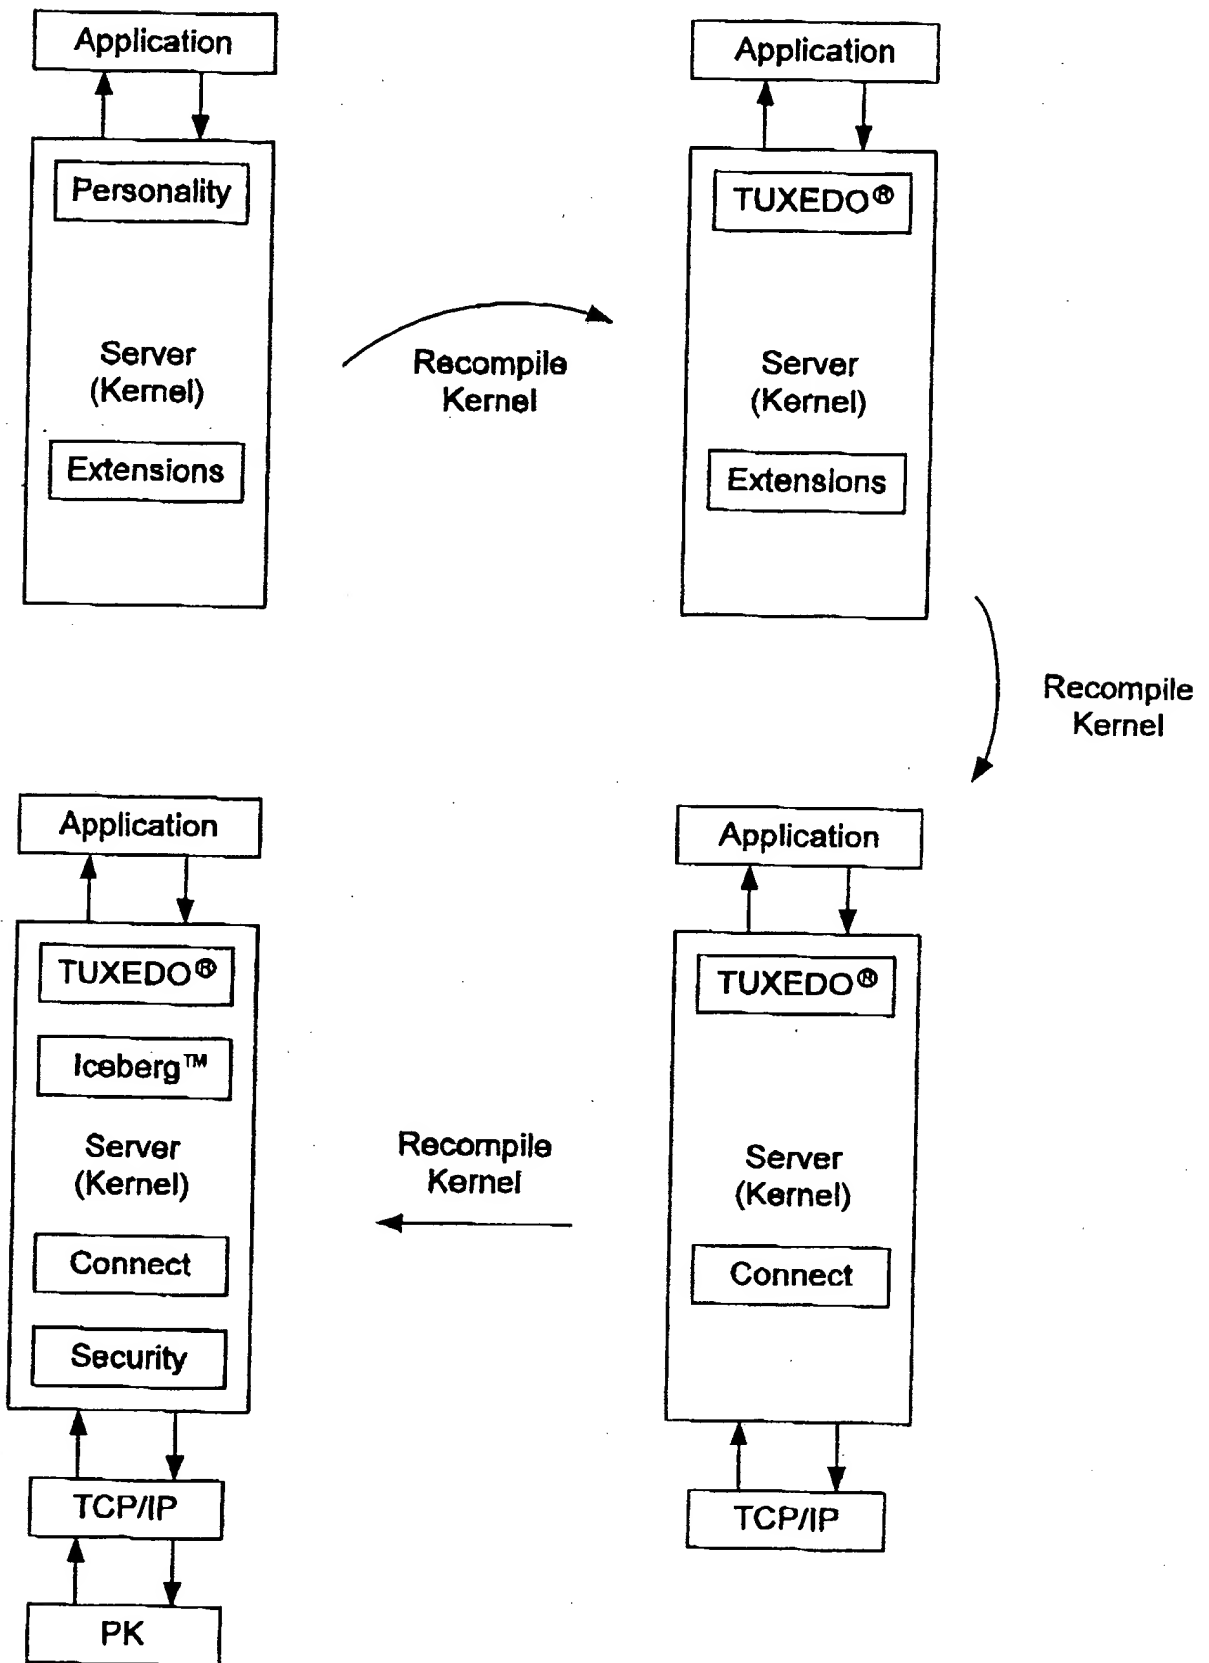 Application
Personality
Server
(Kernel)
Extensions
Recompile
Kernel
Application
TUXEDO®
Server
(Kernel)
Extensions
Recompile
Kernel
Application
TUXEDO®
Server
(Kernel)
Connect
TCP/IP
Recompile
Kernel
Application
TUXEDO®
Iceberg™
Server
(Kernel)
Connect
Security
TCP/IP
PK